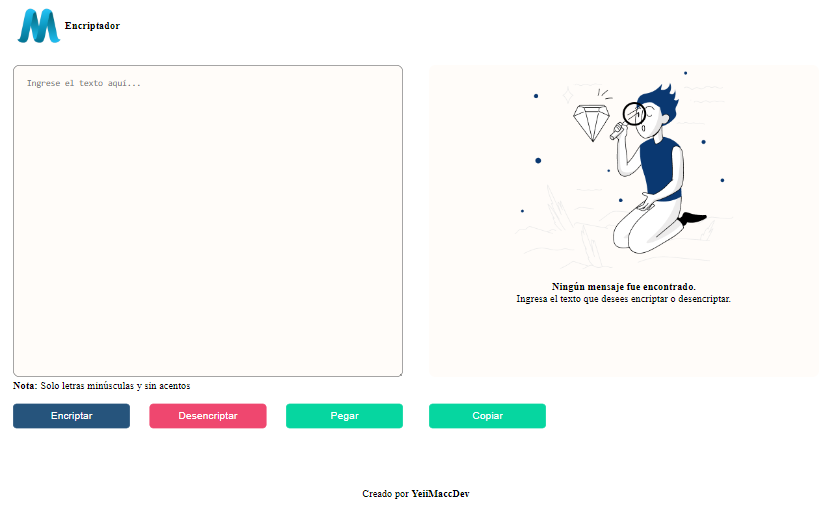 Encriptador
Ingrese el texto aquí...
Ningún mensaje fue encontrado.
Ingresa el texto que desees encriptar o desencriptar.
Nota: Solo letras minúsculas y sin acentos
Encriptar
Desencriptar
Pegar
Copiar
Creado por YeiiMaccDev